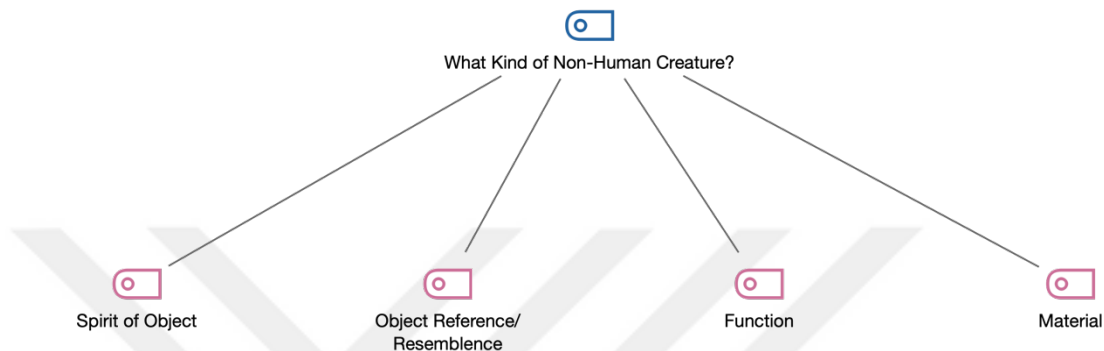 What Kind of Non-Human Creature?
Spirit of Object
Object Reference/
Resemblence
Function
Material